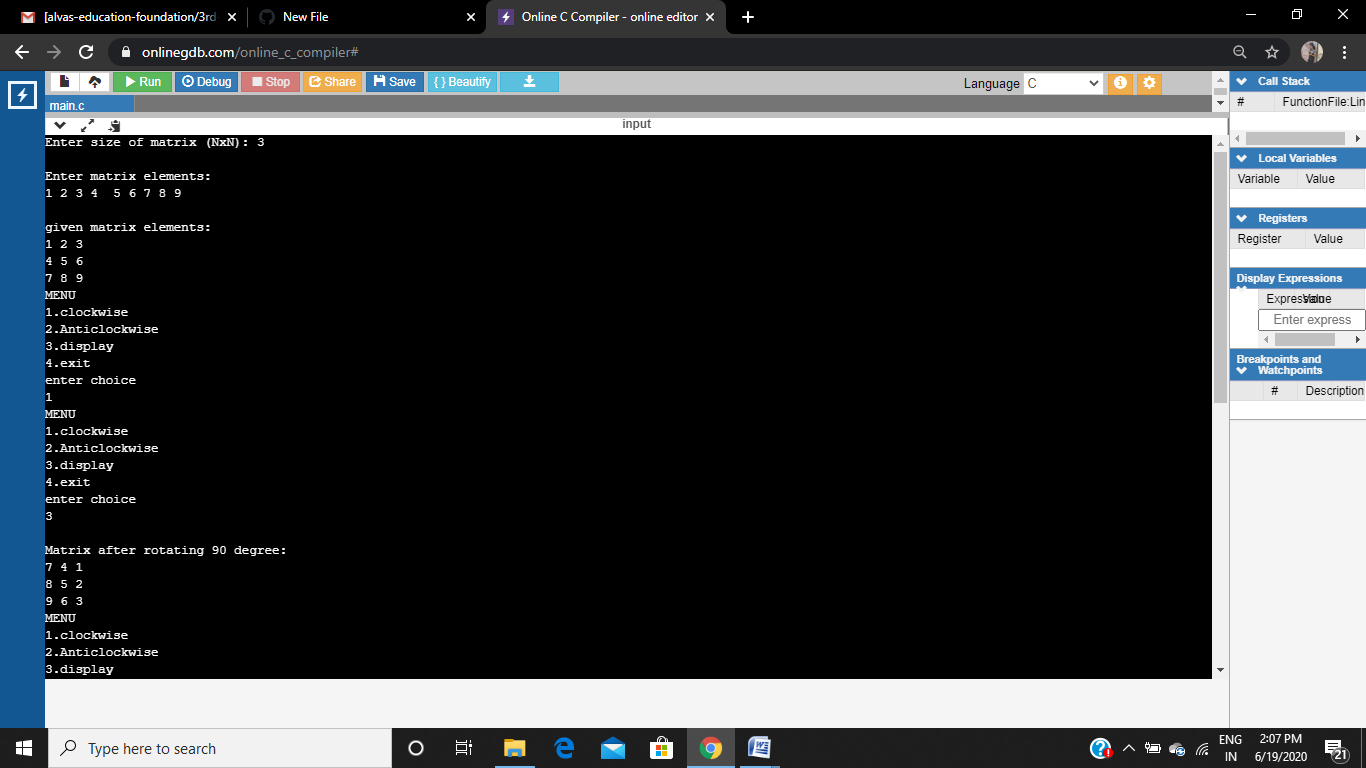 [alvas-education-foundation/3rd
New File
Online C Compiler - online editor
onlinegdb.com/online_c_compiler#
Run
Debug
Stop
Share
Save
{ } Beautify
Language C
main.c
input
Enter size of matrix (NxN): 3
Enter matrix elements:
1 2 3 4  5 6 7 8 9
given matrix elements:
1 2 3
4 5 6
7 8 9
MENU
1.clockwise
2.Anticlockwise
3.display
4.exit
enter choice
1
MENU
1.clockwise
2.Anticlockwise
3.display
4.exit
enter choice
3
Matrix after rotating 90 degree:
7 4 1
8 5 2
9 6 3
MENU
1.clockwise
2.Anticlockwise
3.display
Call Stack
# FunctionFile:Lin
Local Variables
Variable Value
Registers
Register Value
Display Expressions
Expression Value
Enter express
Breakpoints and
Watchpoints
# Description
Type here to search
ENG
IN
2:07 PM
6/19/2020
21